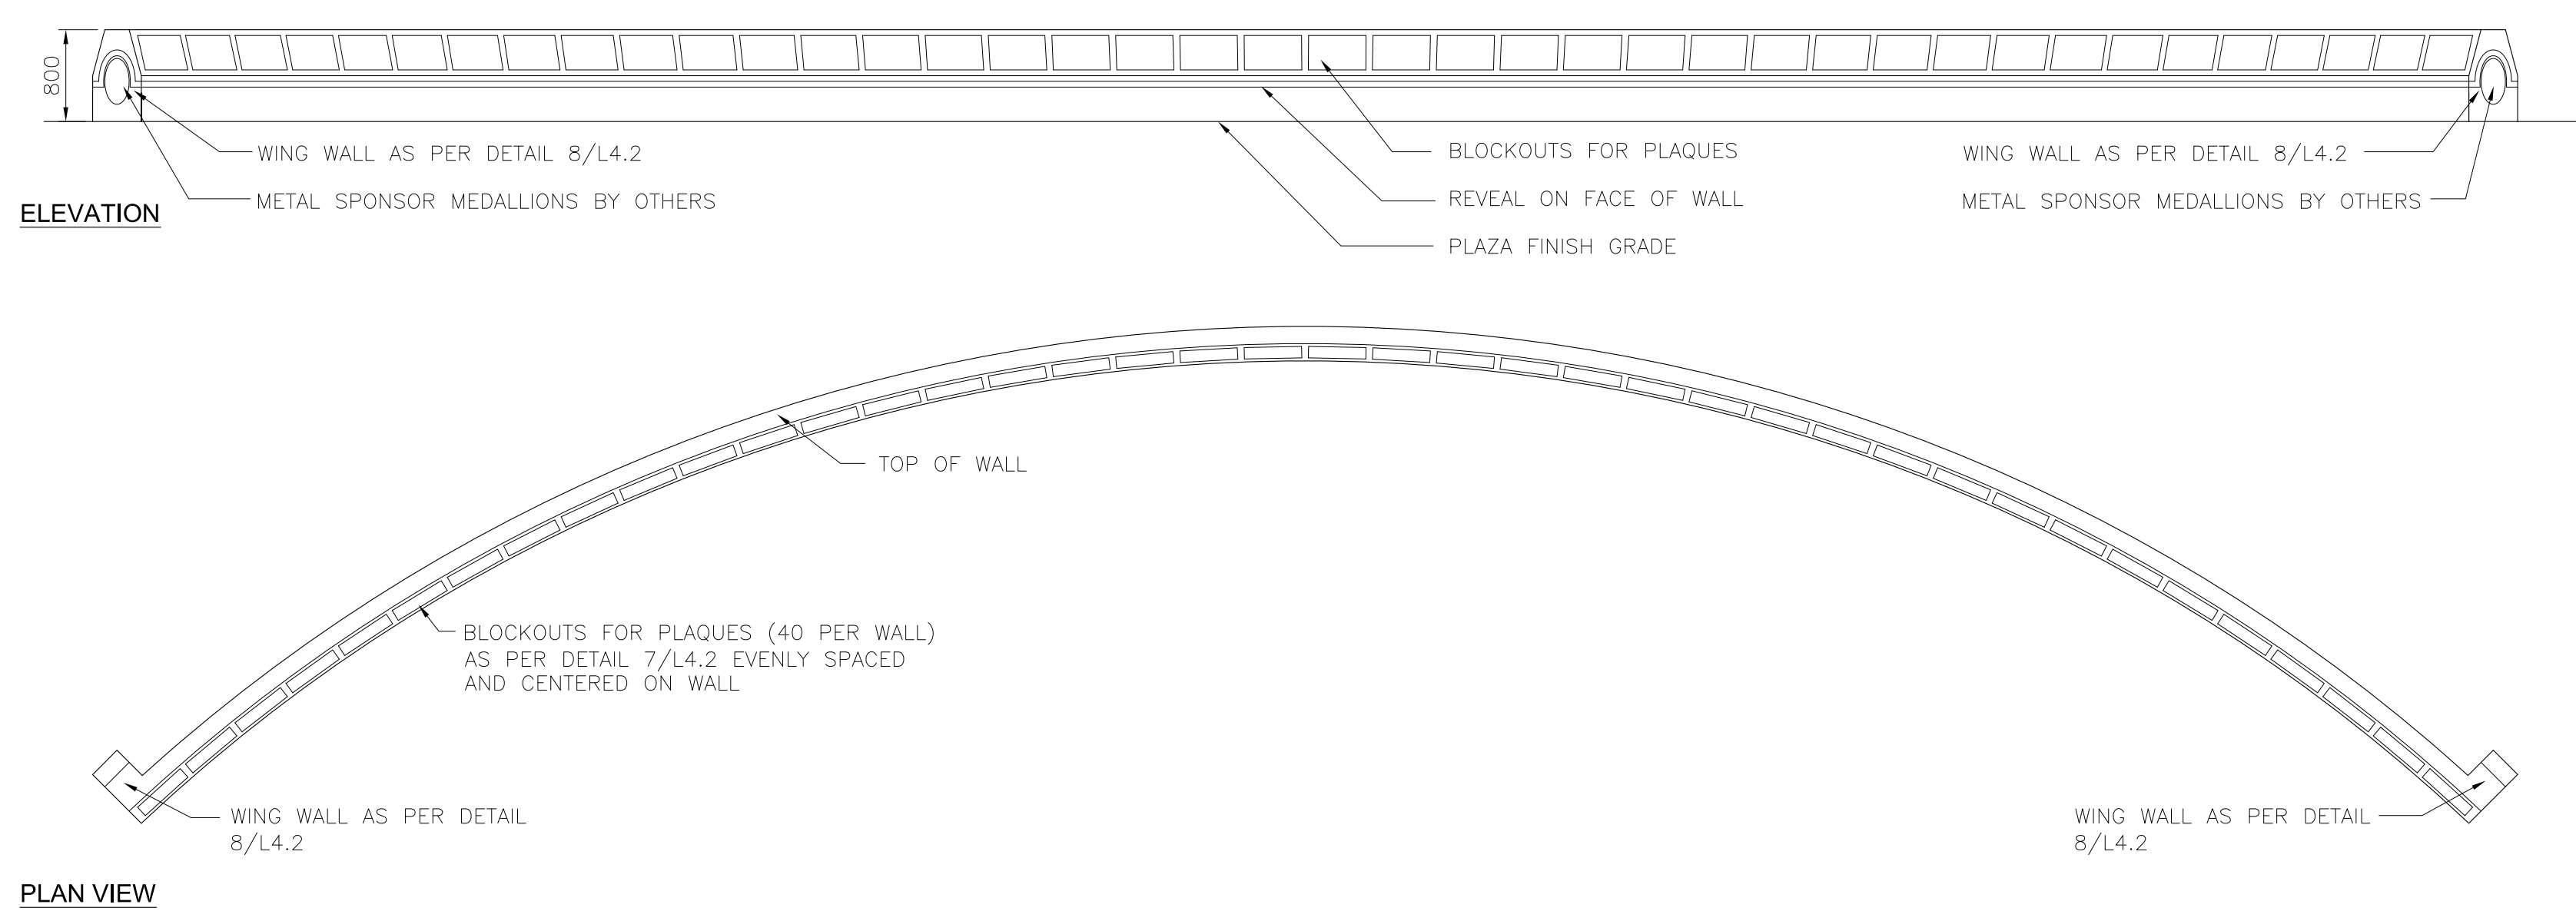 800
WING WALL AS PER DETAIL 8/L4.2
METAL SPONSOR MEDALLIONS BY OTHERS
ELEVATION
BLOCKOUTS FOR PLAQUES
REVEAL ON FACE OF WALL
PLAZA FINISH GRADE
WING WALL AS PER DETAIL 8/L4.2
METAL SPONSOR MEDALLIONS BY OTHERS
TOP OF WALL
BLOCKOUTS FOR PLAQUES (40 PER WALL)
AS PER DETAIL 7/L4.2 EVENLY SPACED
AND CENTERED ON WALL
WING WALL AS PER DETAIL
8/L4.2
WING WALL AS PER DETAIL
8/L4.2
PLAN VIEW